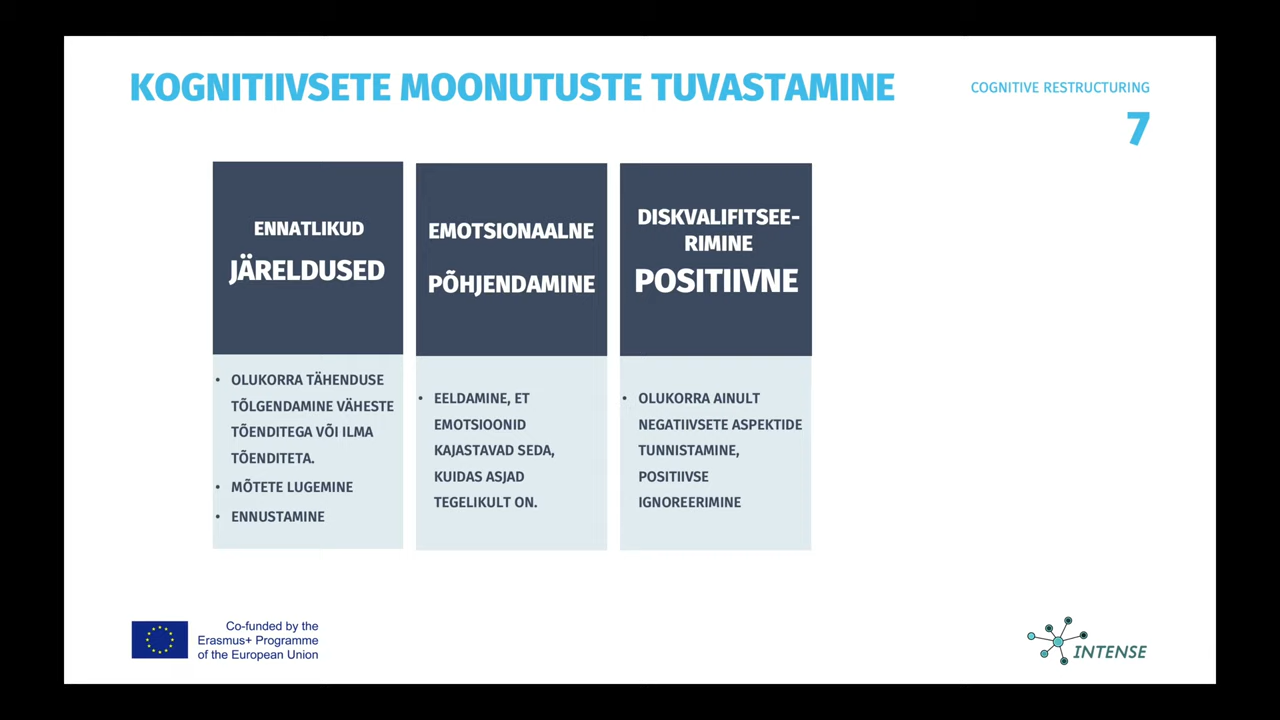 KOGNITIIVSETE MOONUTUSTE TUVASTAMINE
COGNITIVE RESTRUCTURING
7
ENNATLIKUD
JÄRELDUSED
• OLUKORRA TÄHENDUSE
TÕLGENDAMINE VÄHESTE
TÕENDITEGA VÕI ILMA
TÕENDITETA.
• MÕTETE LUGEMINE
• ENNUSTAMINE
EMOTSIONAALNE
PÕHJENDAMINE
• EELDAMINE, ET
EMOTSIOONID
KAJASTAVAD SEDA,
KUIDAS ASJAD
TEGELIKULT ON.
DISKVALIFITSEE-
RIMINE
POSITIIVNE
• OLUKORRA AINULT
NEGATIIVSETE ASPEKTIDE
TUNNISTAMINE,
POSITIIVSE
IGNOREERIMINE
Co-funded by the
Erasmus+ Programme
of the European Union
INTENSE